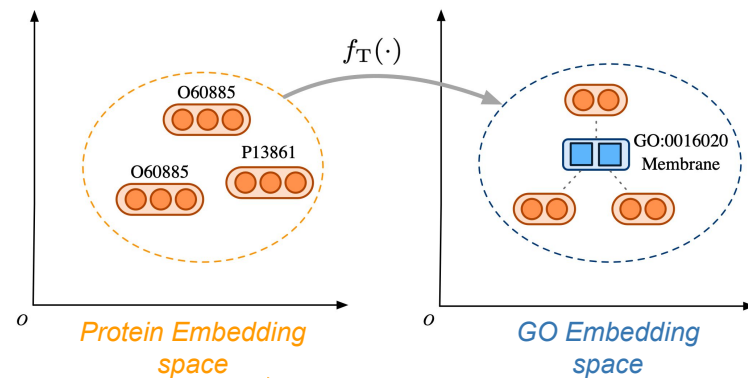 f_T(·)
O60885
P13861
O60885
GO:0016020
Membrane
o
o
Protein Embedding
space
GO Embedding
space